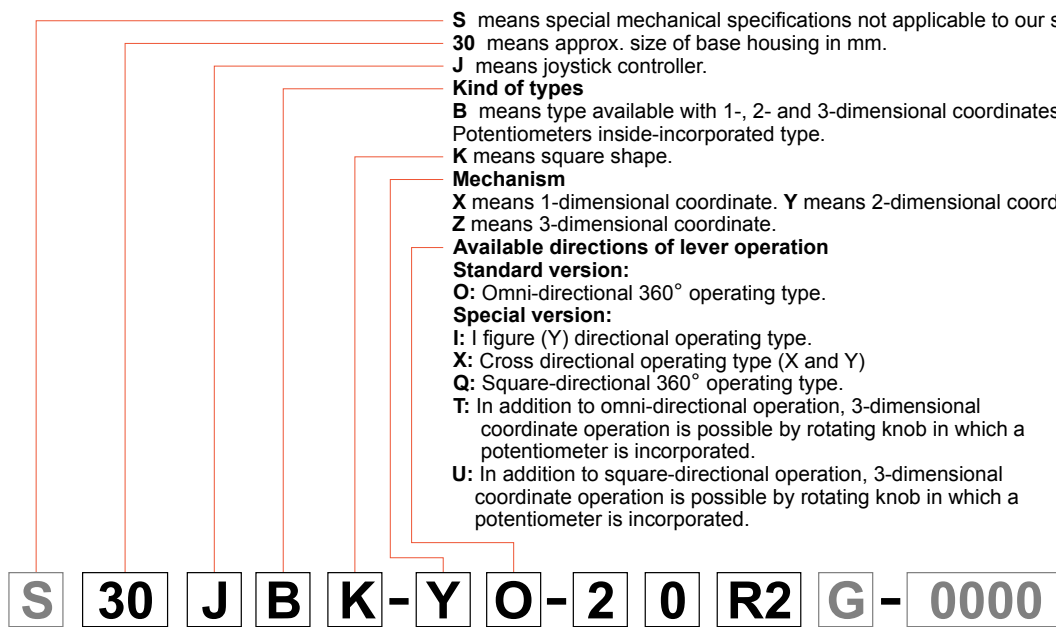 S means special mechanical specifications not applicable to our s
30 means approx. size of base housing in mm.
J means joystick controller.
Kind of types
B means type available with 1-, 2- and 3-dimensional coordinates
Potentiometers inside-incorporated type.
K means square shape.
Mechanism
X means 1-dimensional coordinate. Y means 2-dimensional coord
Z means 3-dimensional coordinate.
Available directions of lever operation
Standard version:
O: Omni-directional 360° operating type.
Special version:
I: I figure (Y) directional operating type.
X: Cross directional operating type (X and Y)
Q: Square-directional 360° operating type.
T: In addition to omni-directional operation, 3-dimensional
coordinate operation is possible by rotating knob in which a
potentiometer is incorporated.
U: In addition to square-directional operation, 3-dimensional
coordinate operation is possible by rotating knob in which a
potentiometer is incorporated.
S 30 J B K - Y O - 2 0 R2 G - 0000